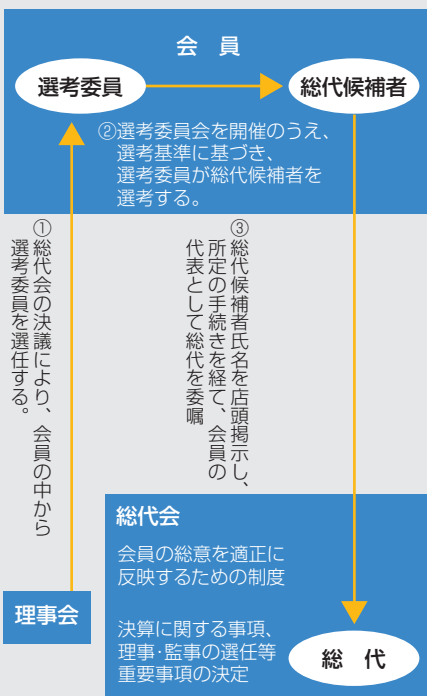 会 員
選考委員
総代候補者
②選考委員会を開催のうえ、
選考基準に基づき、
選考委員が総代候補者を
選考する。
①総代会の決議により、会員の中から
選考委員を選任する。
③総代候補者氏名を店頭掲示し、
所定の手続きを経て、会員の
代表として総代を委嘱
理事会
総代会
会員の総意を適正に
反映するための制度
決算に関する事項、
理事・監事の選任等
重要事項の決定
総 代